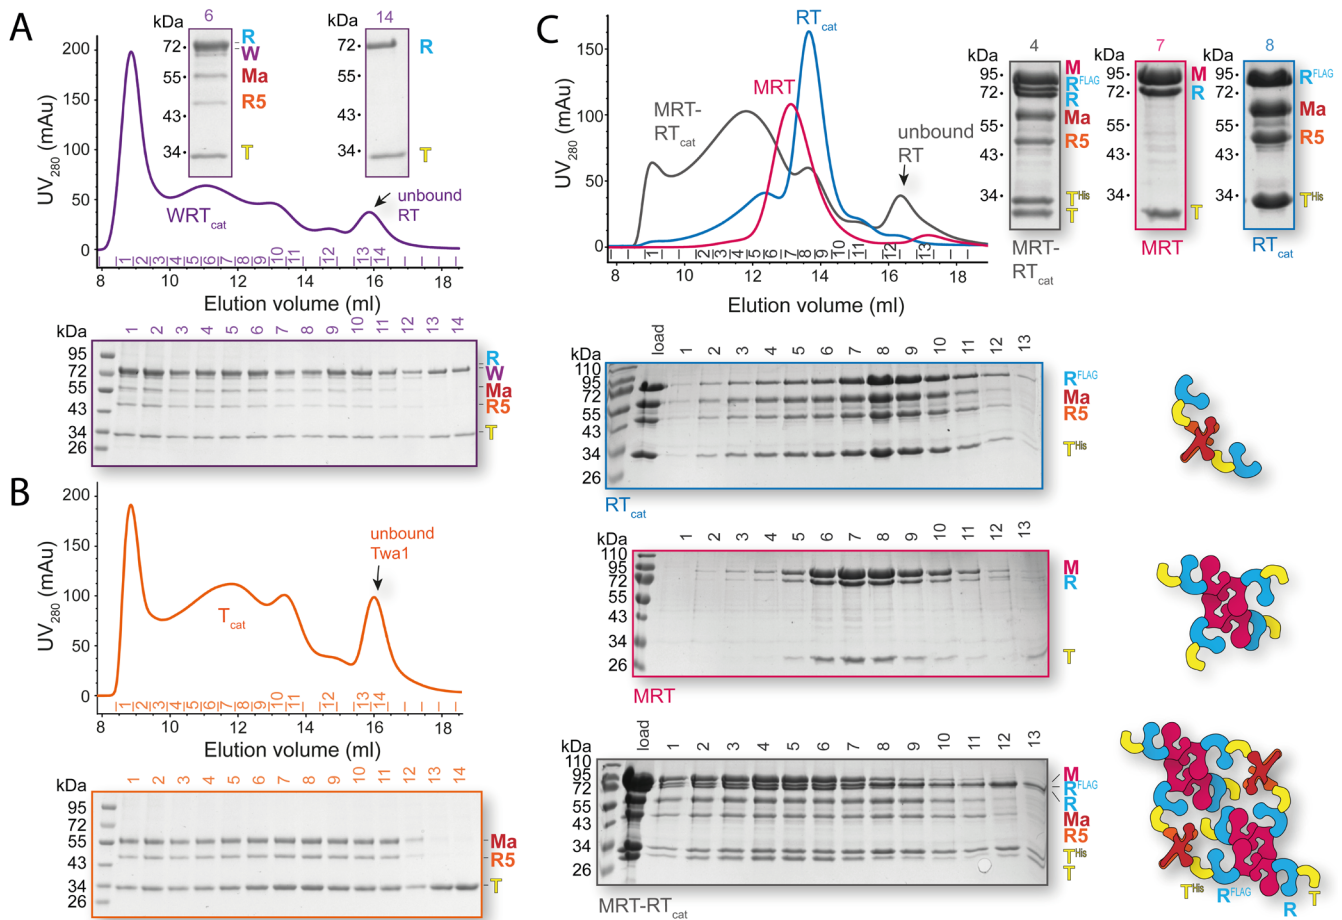 A
kDa
6
72
55
43
34
R
W
Ma
R5
T
kDa
14
72
55
43
34
R
T
200
150
100
50
0
UV280 (mAu)
WRTcat
unbound
RT
1 2 3 4 5 6 7 8 9 10 11 12 13 14
8 10 12 14 16 18
Elution volume (ml)
kDa
1 2 3 4 5 6 7 8 9 10 11 12 13 14
95
72
55
43
34
26
R
W
Ma
R5
T
B
200
150
100
50
0
UV280 (mAu)
Tcat
unbound
Twa1
1 2 3 4 5 6 7 8 9 10 11 12 13 14
8 10 12 14 16 18
Elution volume (ml)
kDa
1 2 3 4 5 6 7 8 9 10 11 12 13 14
95
72
55
43
34
26
Ma
R5
T
C
150
100
50
0
UV280 (mAu)
RTcat
MRT
MRT-
RTcat
unbound
RT
1 2 3 4 5 6 7 8 9 10 11 12 13
8 10 12 14 16 18
Elution volume (ml)
kDa
4
95
72
55
43
34
M
RFLAG
R
Ma
R5
THis
T
MRT-
RTcat
kDa
7
95
72
55
43
34
M
R
T
MRT
kDa
8
95
72
55
43
34
RFLAG
Ma
R5
THis
RTcat
kDa
load 1 2 3 4 5 6 7 8 9 10 11 12 13
110
95
72
55
43
34
26
RFLAG
Ma
R5
THis
RTcat
kDa
1 2 3 4 5 6 7 8 9 10 11 12 13
110
95
72
55
43
34
26
M
R
T
MRT
kDa
load 1 2 3 4 5 6 7 8 9 10 11 12 13
110
95
72
55
43
34
26
M
RFLAG
R
Ma
R5
THis
T
MRT-RTcat
THis RFLAG R T